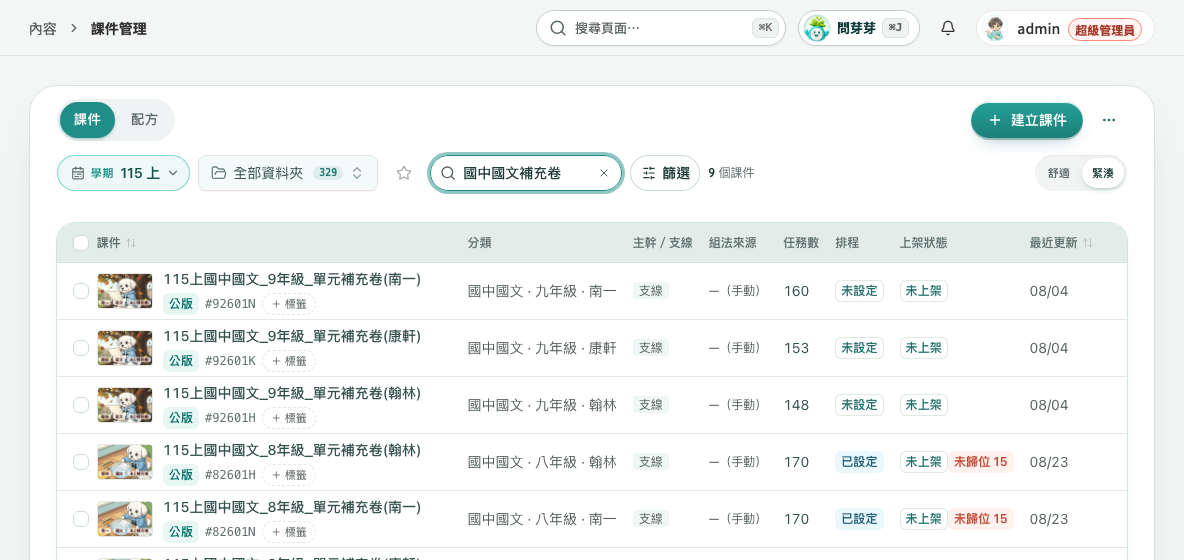 內容 > 課件管理
搜尋頁面… ⌘K
問芽芽 ⌘J
admin 超級管理員
課件 配方
+ 建立課件 …
學期 115 上
全部資料夾 329
國中國文補充卷 ×
篩選
9 個課件
舒適 緊湊
課件 分類 主幹 / 支線 組法來源 任務數 排程 上架狀態 最近更新
115上國中國文_9年級_單元補充卷(南一)
公版 #92601N + 標籤
國中國文 · 九年級 · 南一 支線 — (手動) 160 未設定 未上架 08/04
115上國中國文_9年級_單元補充卷(康軒)
公版 #92601K + 標籤
國中國文 · 九年級 · 康軒 支線 — (手動) 153 未設定 未上架 08/04
115上國中國文_9年級_單元補充卷(翰林)
公版 #92601H + 標籤
國中國文 · 九年級 · 翰林 支線 — (手動) 148 未設定 未上架 08/04
115上國中國文_8年級_單元補充卷(翰林)
公版 #82601H + 標籤
國中國文 · 八年級 · 翰林 支線 — (手動) 170 已設定 未上架 未歸位 15 08/23
115上國中國文_8年級_單元補充卷(南一)
公版 #82601N + 標籤
國中國文 · 八年級 · 南一 支線 — (手動) 170 已設定 未上架 未歸位 15 08/23